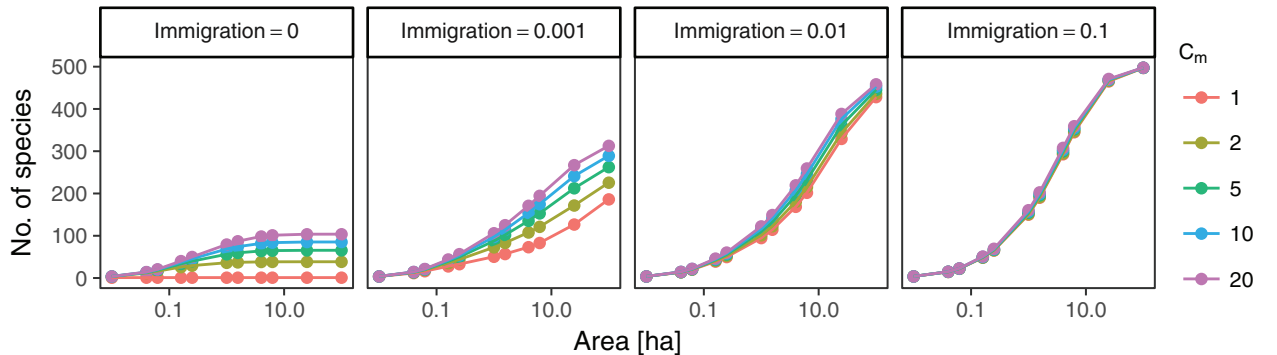 Immigration = 0
Immigration = 0.001
Immigration = 0.01
Immigration = 0.1
No. of species
500
400
300
200
100
0
0.1
10.0
0.1
10.0
0.1
10.0
0.1
10.0
Area [ha]
Cm
1
2
5
10
20